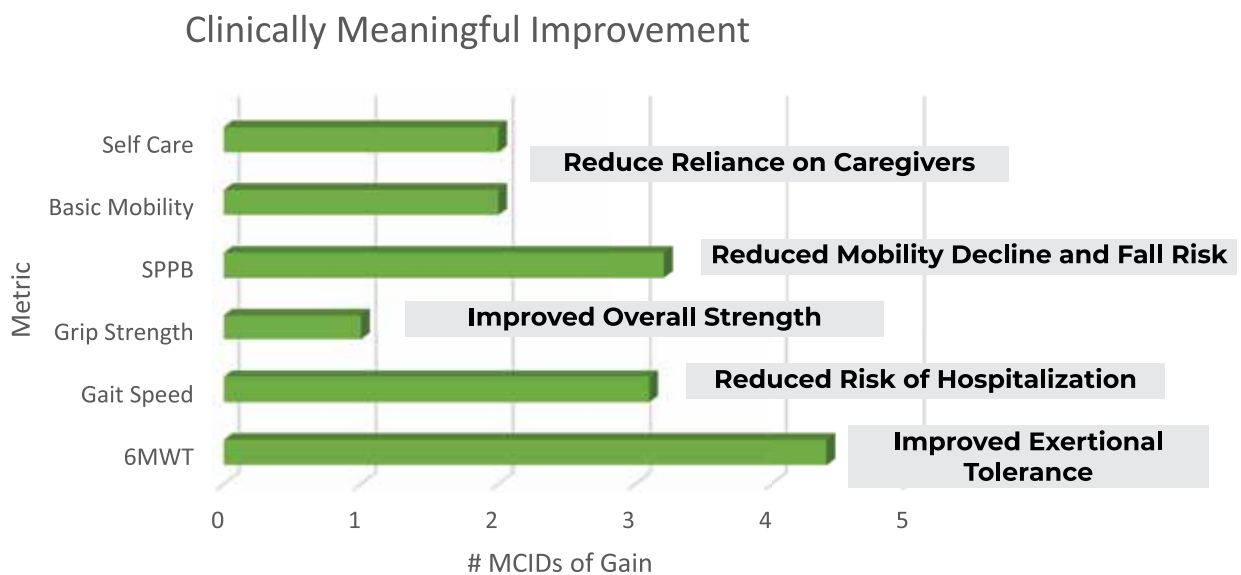 Clinically Meaningful Improvement
Self Care
Reduce Reliance on Caregivers
Basic Mobility
SPPB
Reduced Mobility Decline and Fall Risk
Metric
Grip Strength
Improved Overall Strength
Gait Speed
Reduced Risk of Hospitalization
6MWT
Improved Exertional
Tolerance
0 1 2 3 4 5
# MCIDs of Gain